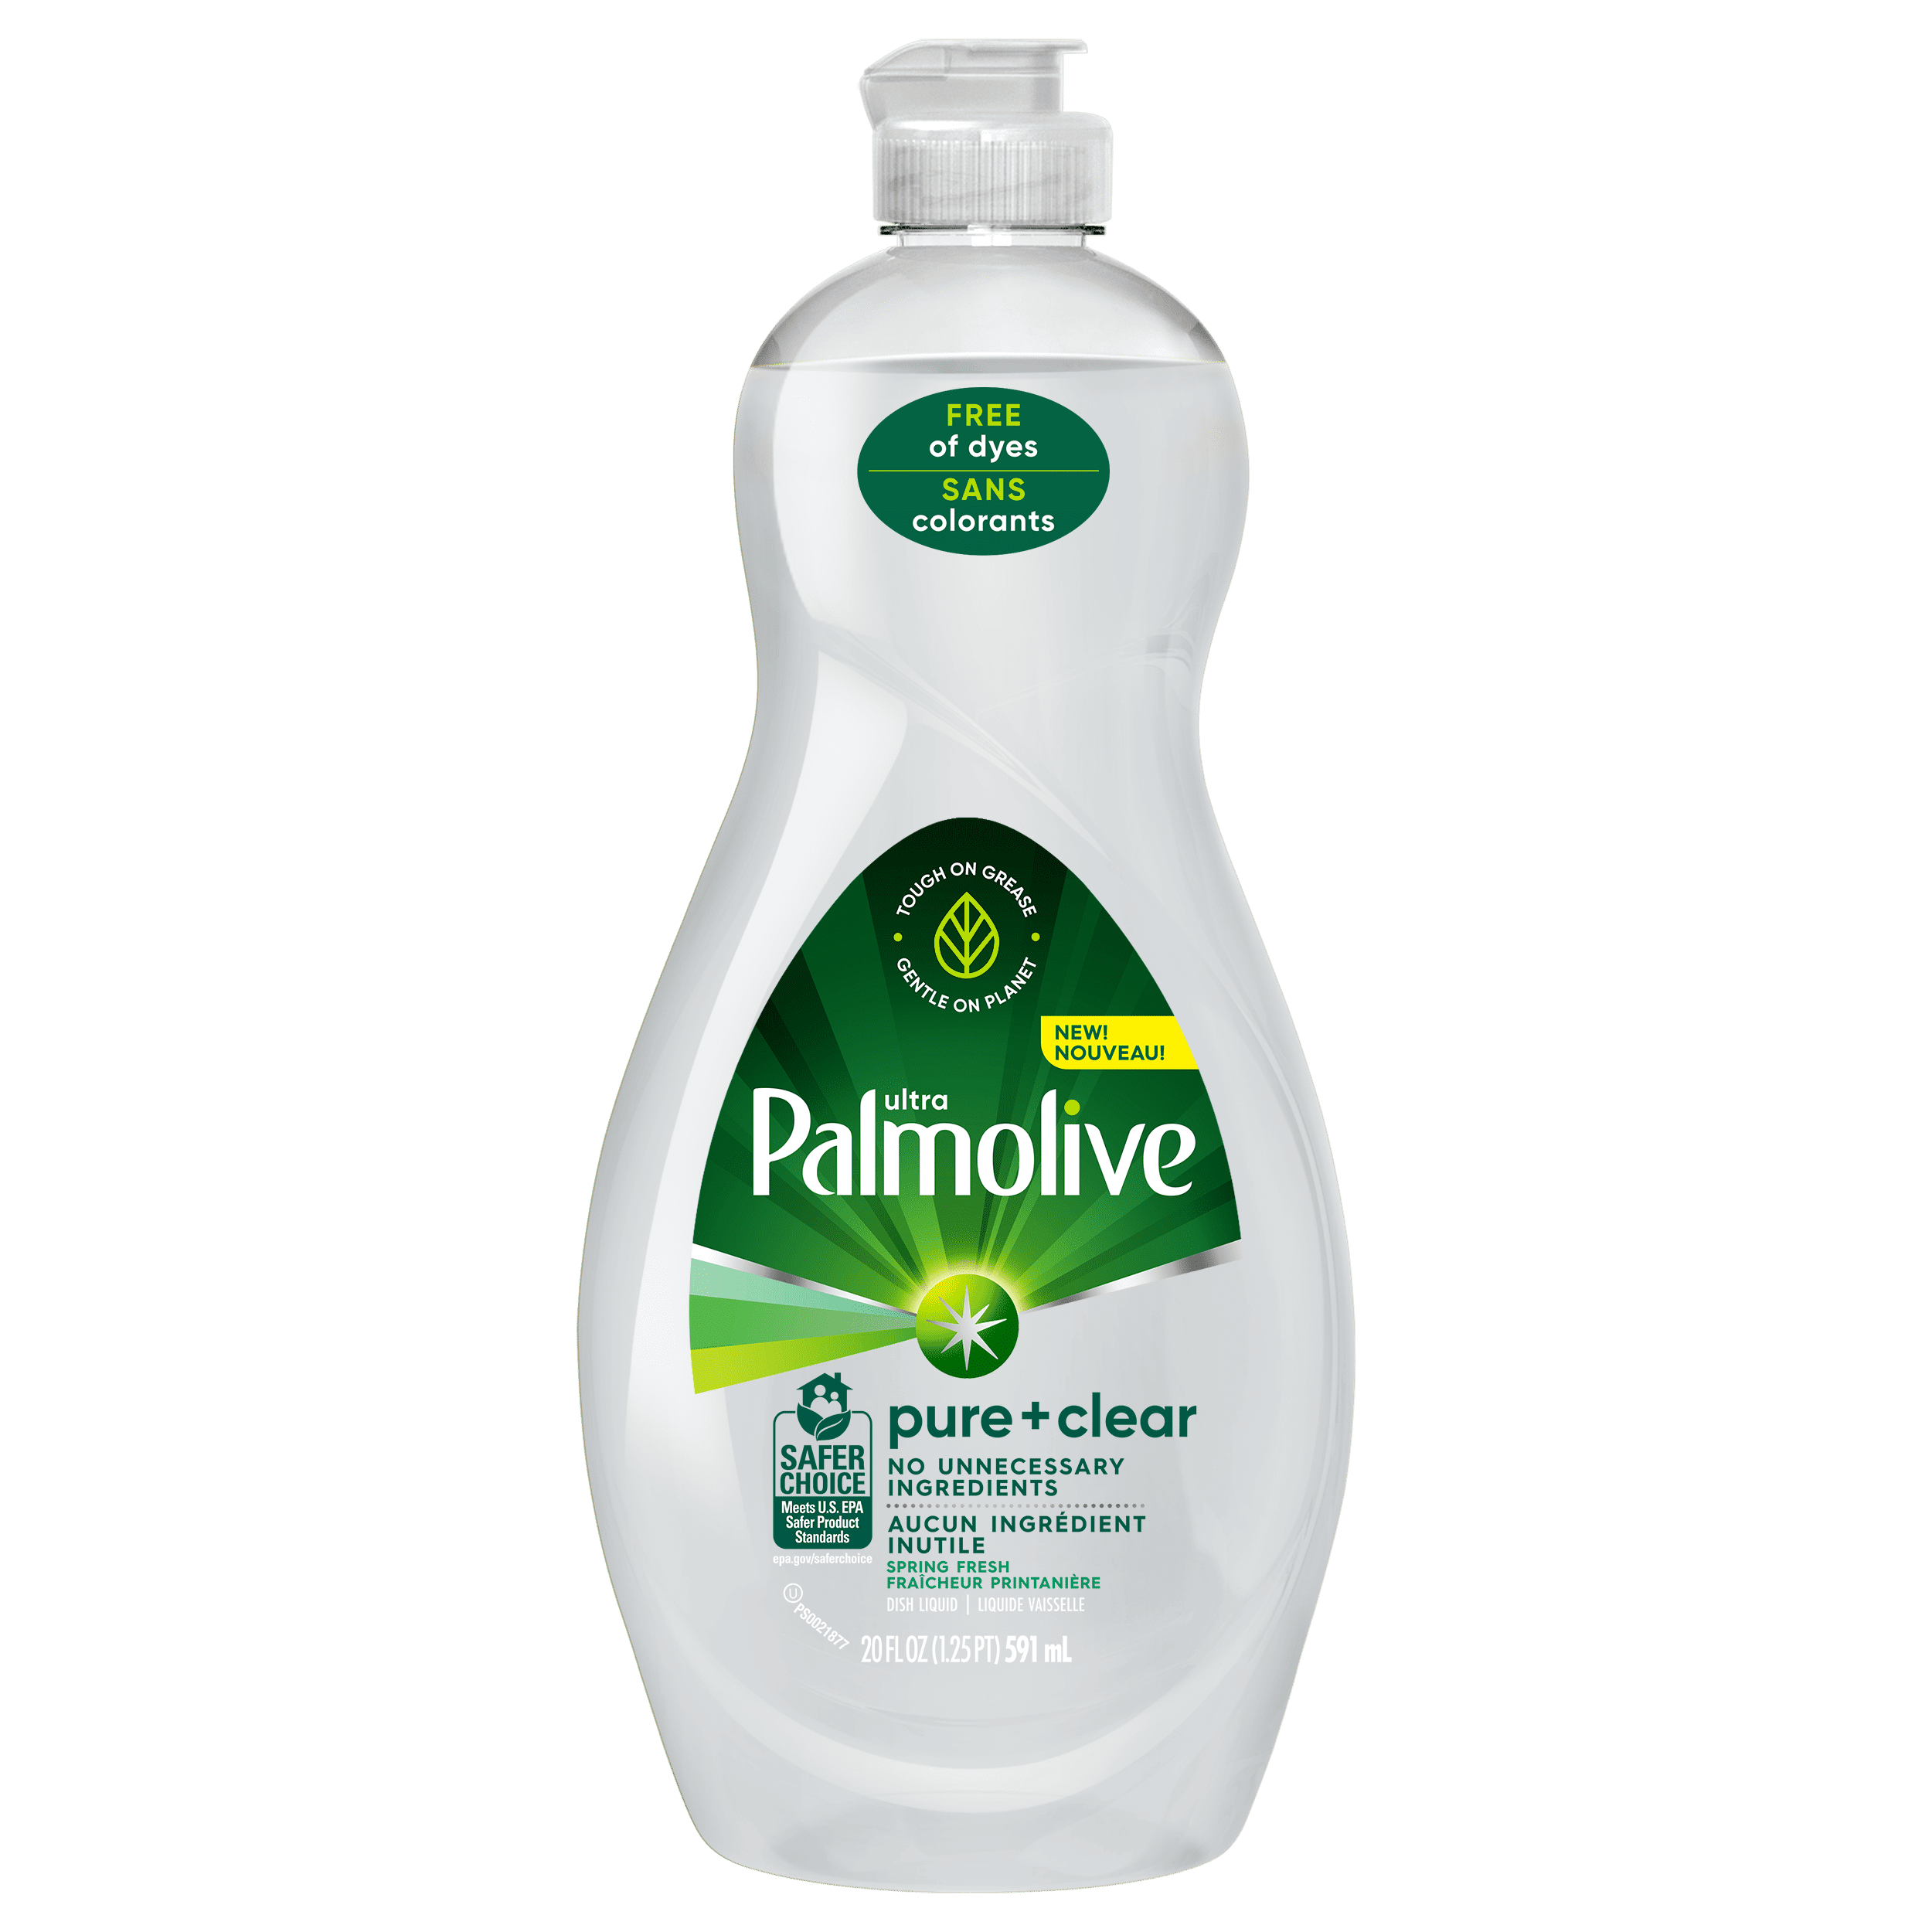 FREE
of dyes
SANS
colorants
TOUGH ON GREASE
GENTLE ON PLANET
NEW!
NOUVEAU!
ultra
Palmolive
pure+clear
NO UNNECESSARY
INGREDIENTS
AUCUN INGRÉDIENT
INUTILE
SPRING FRESH
FRAÎCHEUR PRINTANIÈRE
DISH LIQUID | LIQUIDE VAISSELLE
SAFER
CHOICE
Meets U.S. EPA
Safer Product
Standards
epa.gov/saferchoice
U
PS0021877
20 FL OZ (1.25 PT) 591 mL